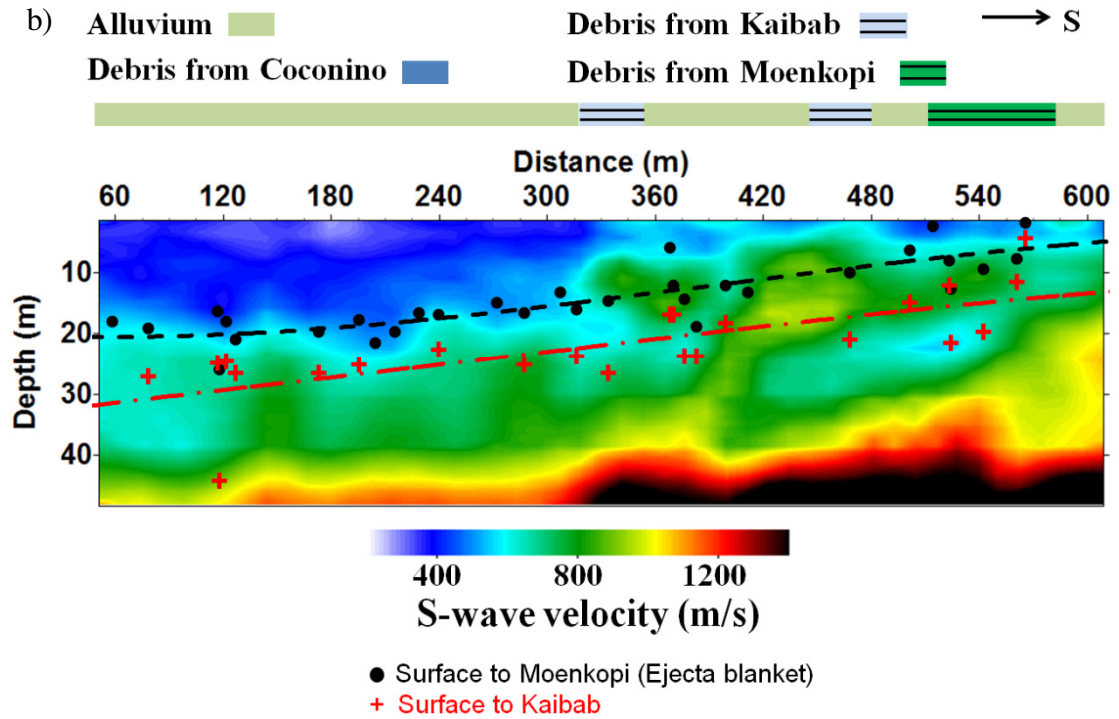 b) Alluvium Debris from Kaibab S
Debris from Coconino Debris from Moenkopi
Distance (m)
60 120 180 240 300 360 420 480 540 600
Depth (m)
10
20
30
40
400 800 1200
S-wave velocity (m/s)
Surface to Moenkopi (Ejecta blanket)
Surface to Kaibab